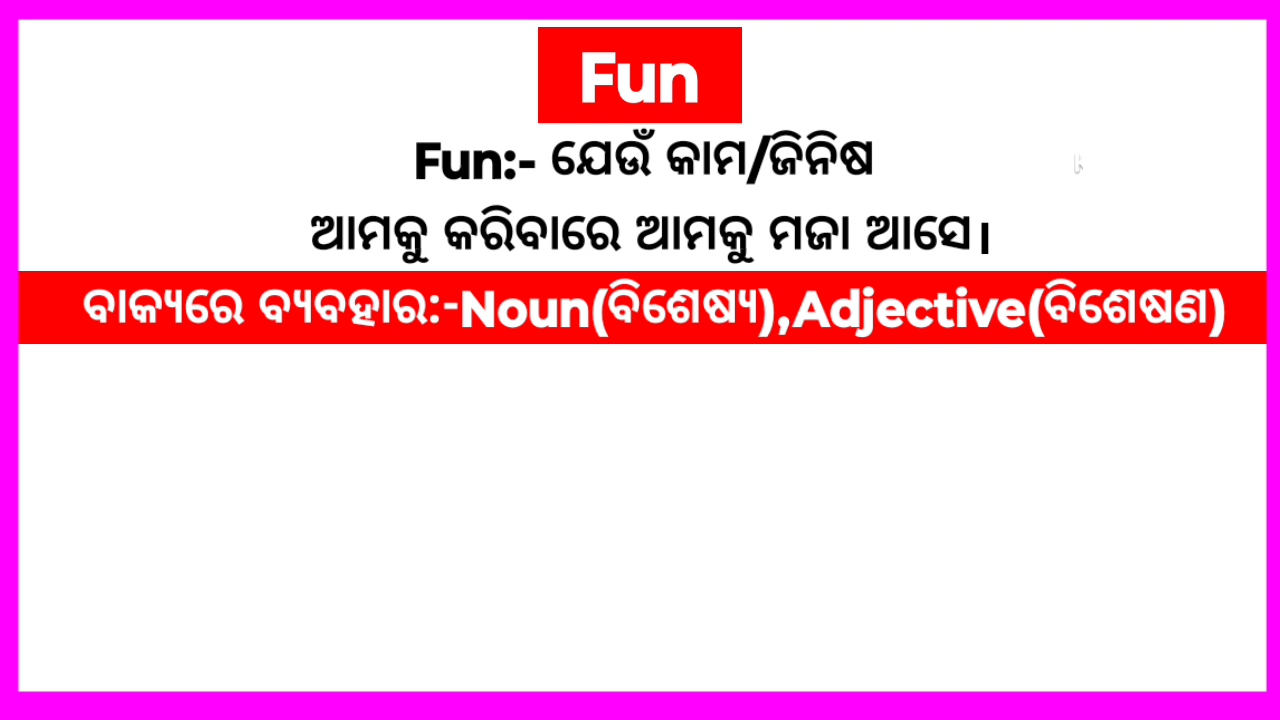 Fun
Fun:- ଯେଉଁ କାମ/ଜିନିଷ
ଆମକୁ କରିବାରେ ଆମକୁ ମଜା ଆସେ।
ବାକ୍ୟରେ ବ୍ୟବହାର:-Noun(ବିଶେଷ୍ୟ),Adjective(ବିଶେଷଣ)